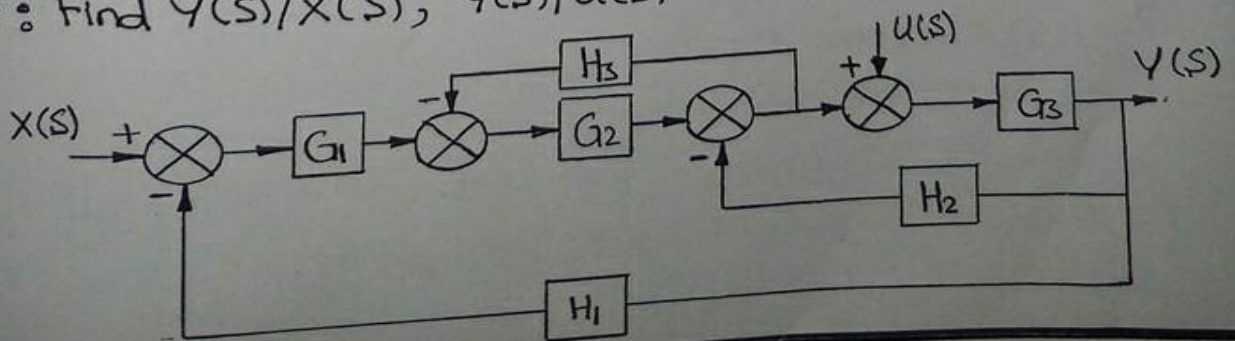 : Find Y(S)/X(S), Y(S)/U(S)
U(S)
H3
+
Y(S)
-
X(S)
+
G1
G2
G3
-
-
H2
H1